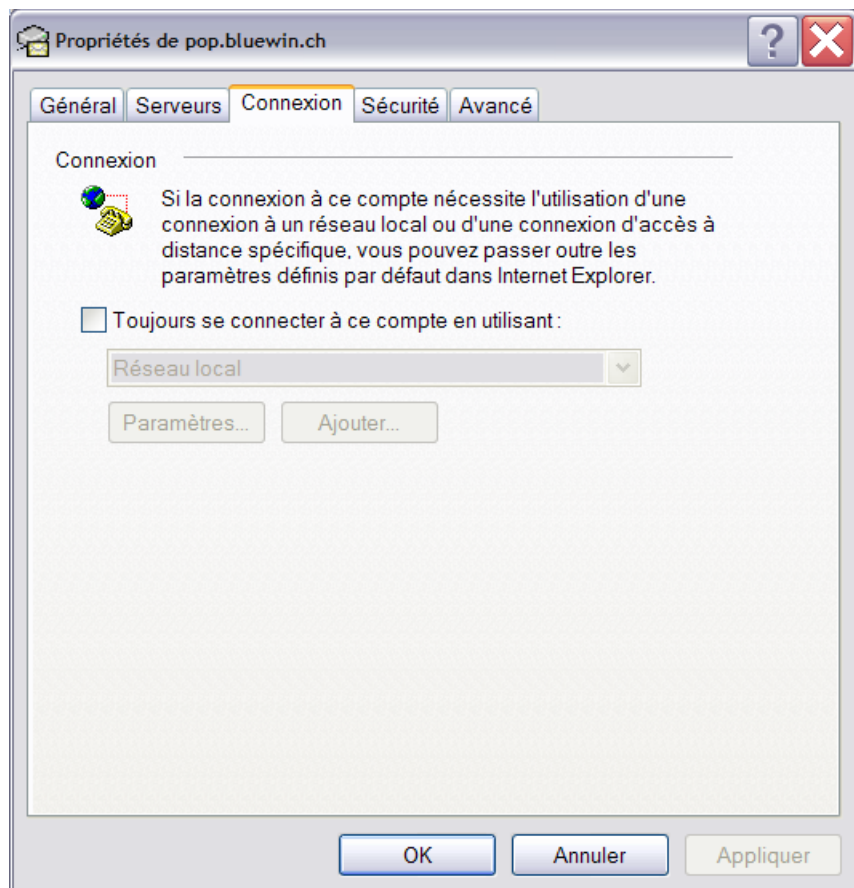 Propriétés de pop.bluewin.ch
?
Général Serveurs Connexion Sécurité Avancé
Connexion
Si la connexion à ce compte nécessite l'utilisation d'une
connexion à un réseau local ou d'une connexion d'accès à
distance spécifique, vous pouvez passer outre les
paramètres définis par défaut dans Internet Explorer.
Toujours se connecter à ce compte en utilisant :
Réseau local
Paramètres... Ajouter...
OK Annuler Appliquer